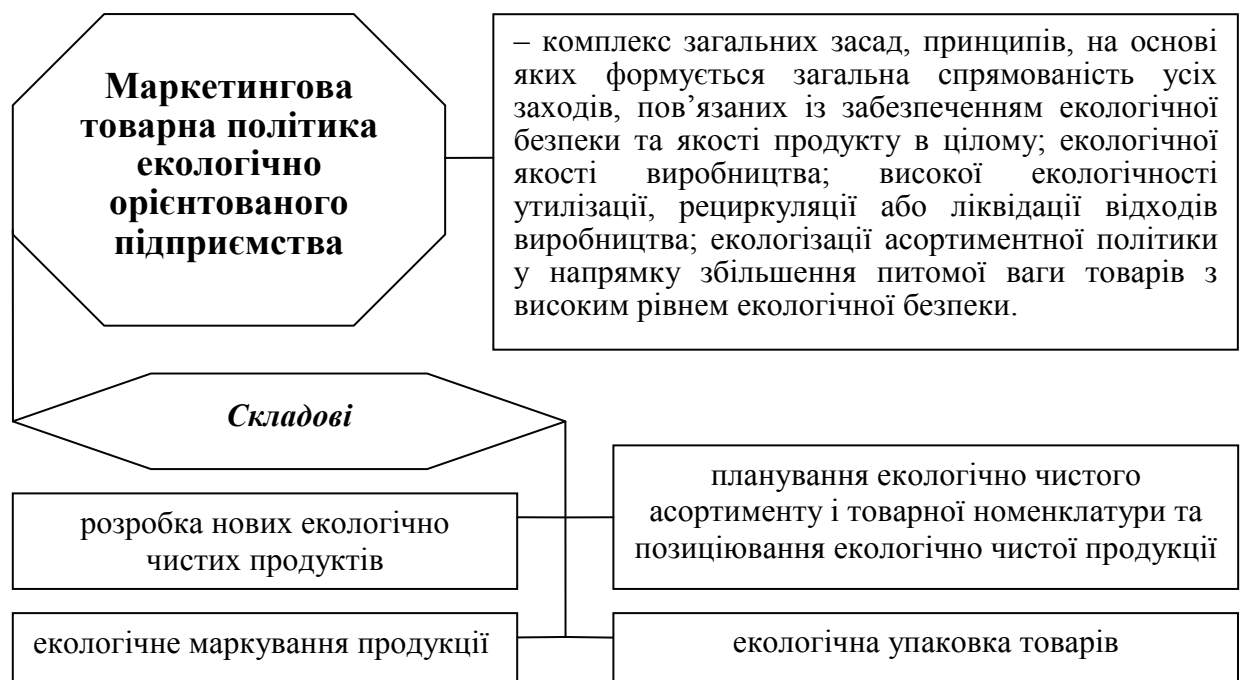 Маркетингова
товарна політика
екологічно
орієнтованого
підприємства
– комплекс загальних засад, принципів, на основі
яких формується загальна спрямованість усіх
заходів, пов’язаних із забезпеченням екологічної
безпеки та якості продукту в цілому; екологічної
якості виробництва; високої екологічності
утилізації, рециркуляції або ліквідації відходів
виробництва; екологізації асортиментної політики
у напрямку збільшення питомої ваги товарів з
високим рівнем екологічної безпеки.
Складові
розробка нових екологічно
чистих продуктів
планування екологічно чистого
асортименту і товарної номенклатури та
позиціювання екологічно чистої продукції
екологічне маркування продукції
екологічна упаковка товарів